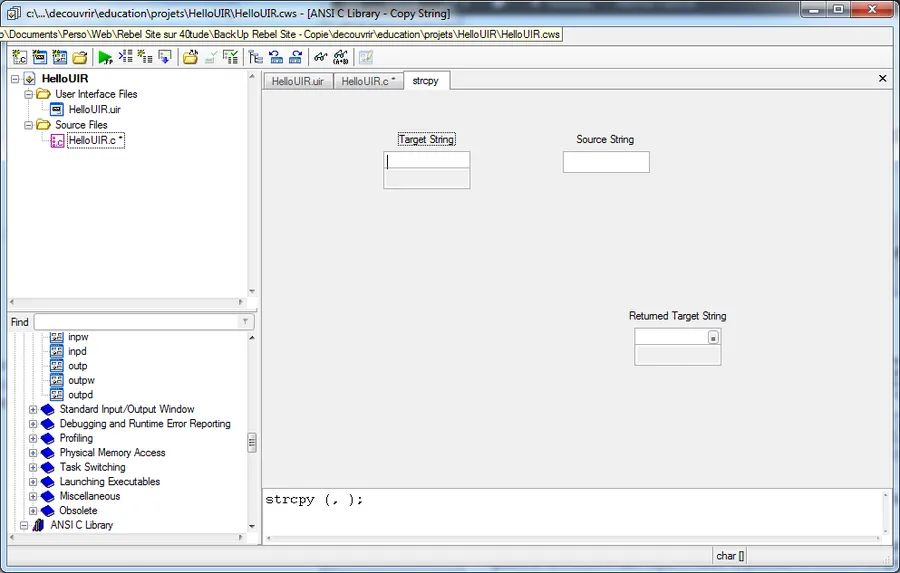 c:\...\decouvrir\education\projets\HelloUIR\HelloUIR.cws - [ANSI C Library - Copy String]
\Documents\Perso\Web\Rebel Site sur 40tude\BackUp Rebel Site - Copie\decouvrir\education\projets\HelloUIR\HelloUIR.cws
HelloUIR
User Interface Files
HelloUIR.uir
Source Files
HelloUIR.c *
Find
inpw
inpd
outp
outpw
outpd
Standard Input/Output Window
Debugging and Runtime Error Reporting
Profiling
Physical Memory Access
Task Switching
Launching Executables
Miscellaneous
Obsolete
ANSI C Library
HelloUIR.uir HelloUIR.c * strcpy
Target String Source String
Returned Target String
strcpy (, );
char []